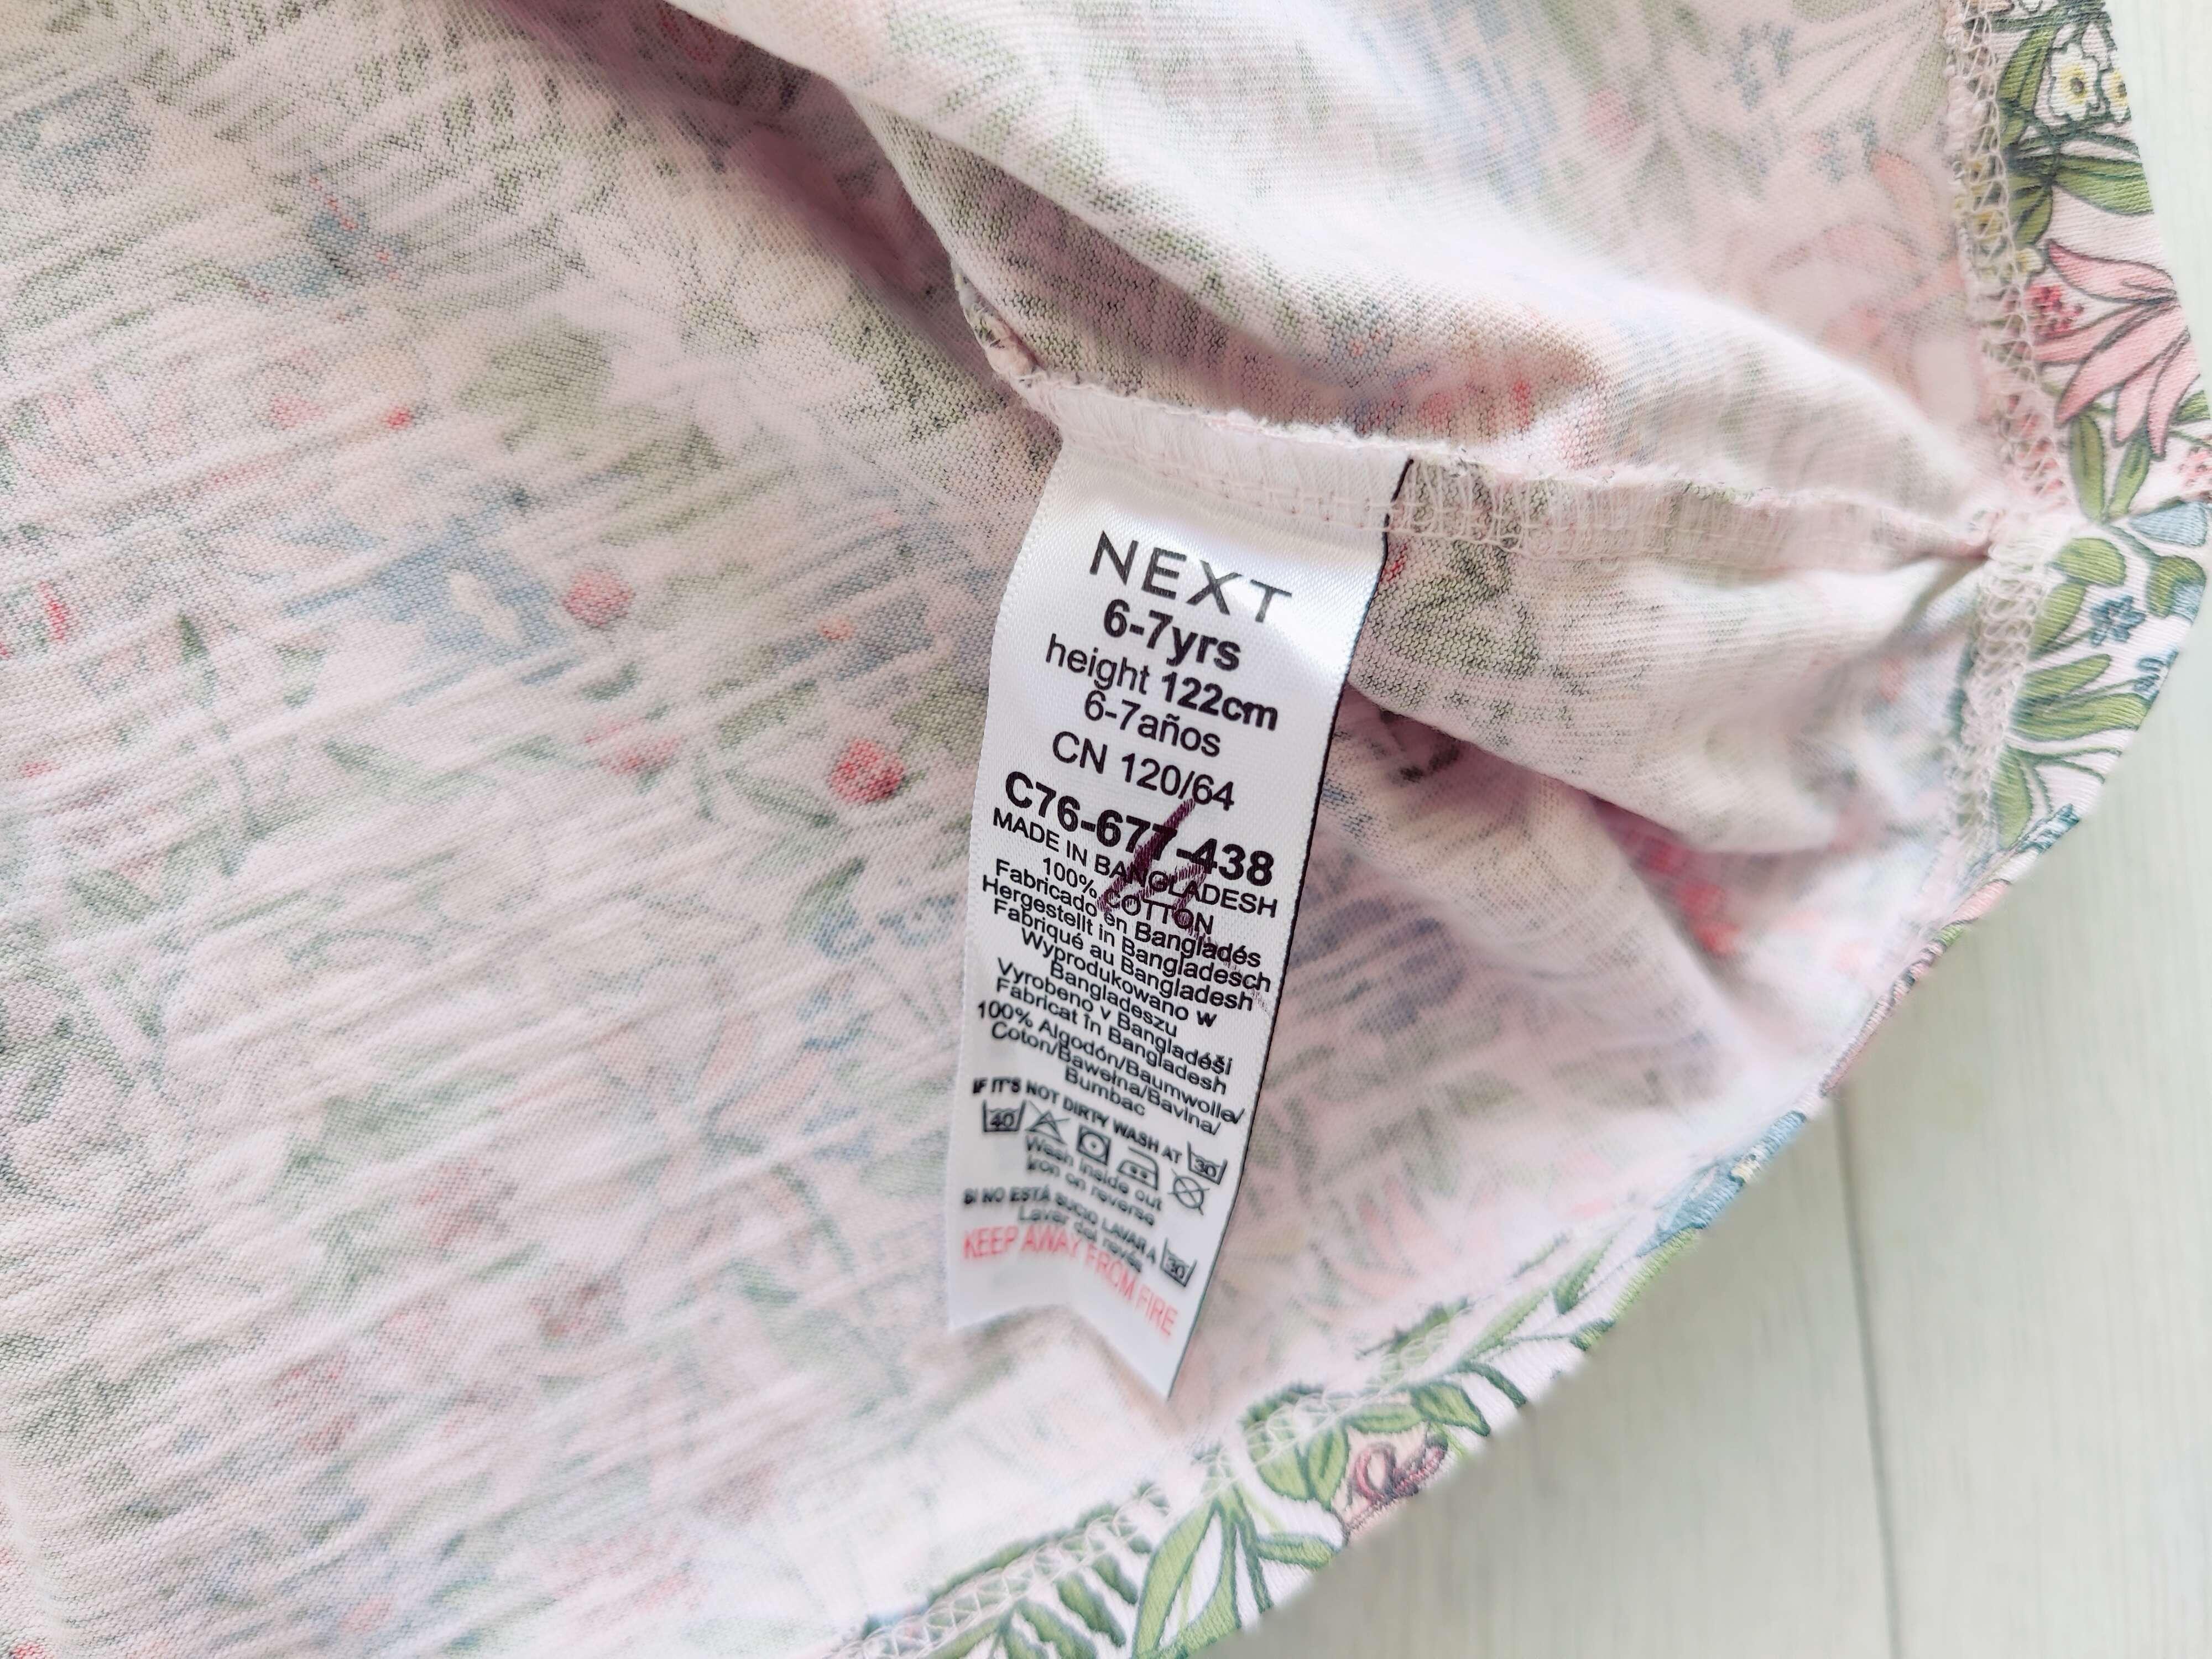 NEXT
6-7yrs
height 122cm
6-7años
CN 120/64
C76-677-438
MADE IN BANGLADESH
100% COTTON
Fabricado en Bangladés
Hergestellt in Bangladesch
Fabriqué au Bangladesh
Wyprodukowano w
Bangladeszu
Vyrobeno v Bangladéši
Fabricat în Bangladesh
100% Algodón/Baumwolle/
Coton/Bawełna/Bavlna/
Bumbac
IF IT'S NOT DIRTY WASH AT 30
40
Wash inside out
Iron on reverse
SI NO ESTÁ SUCIO LAVAR A 30
Lavar del revés
KEEP AWAY FROM FIRE